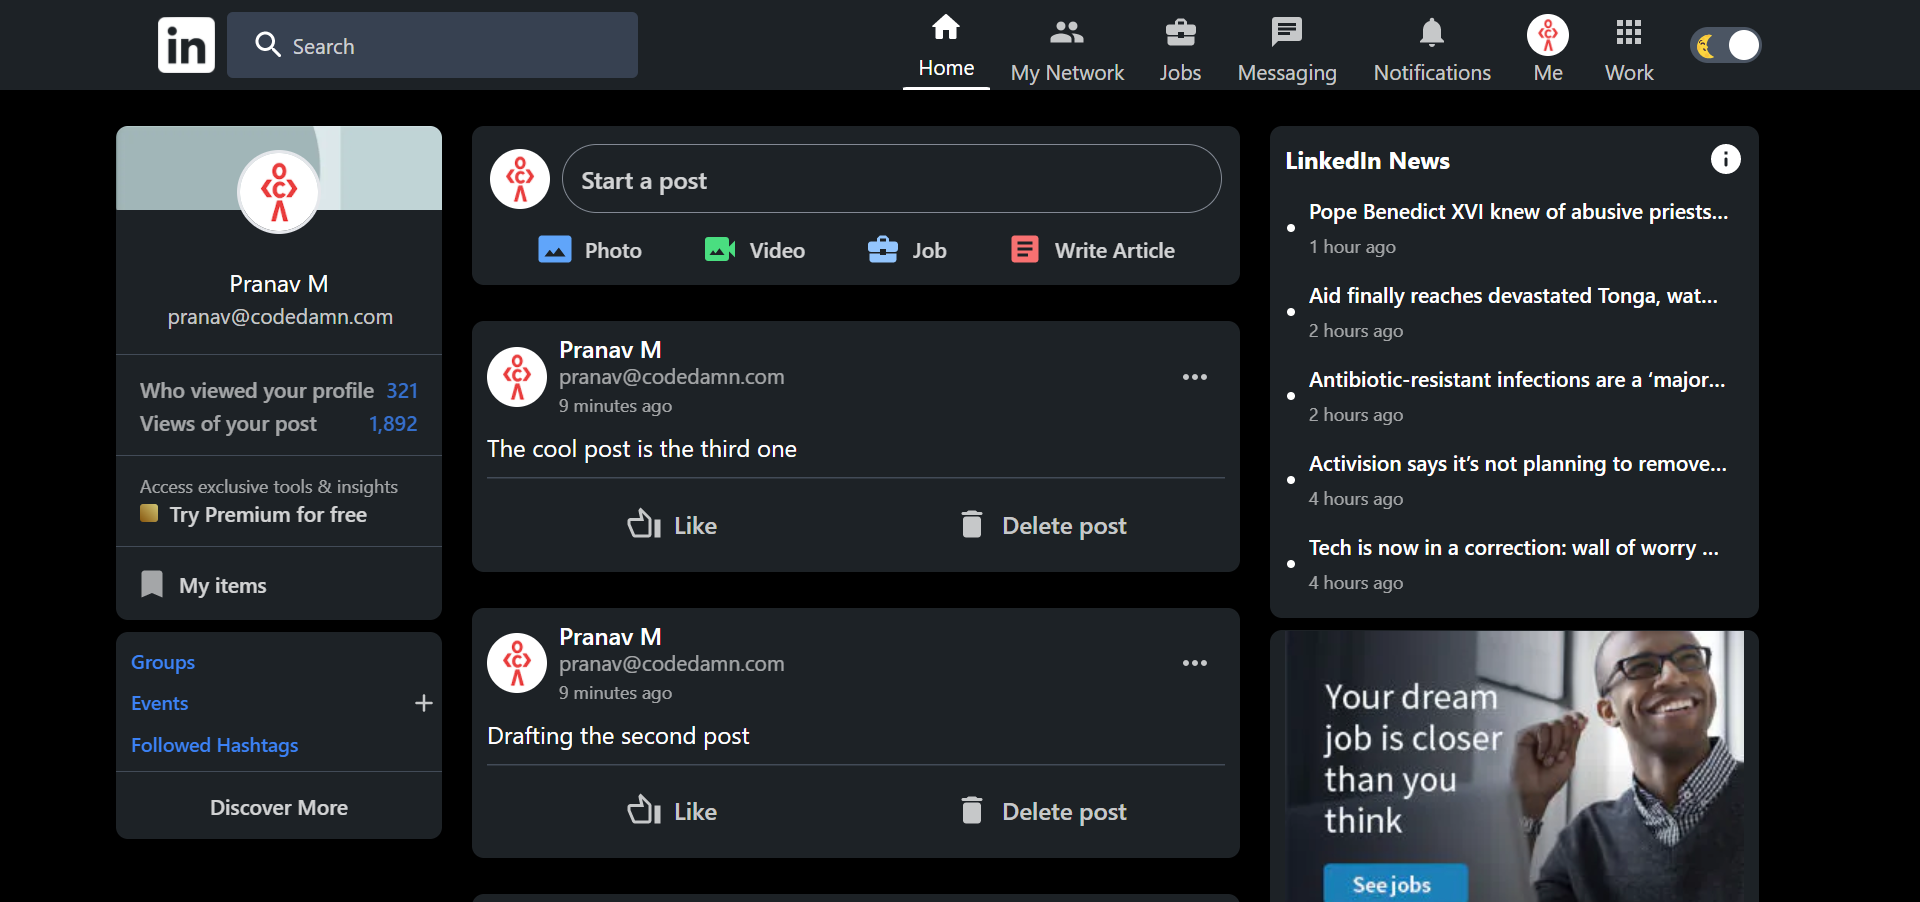 in
Search
Home
My Network
Jobs
Messaging
Notifications
Me
Work
Pranav M
pranav@codedamn.com
Who viewed your profile 321
Views of your post 1,892
Access exclusive tools & insights
Try Premium for free
My items
Groups
Events
Followed Hashtags
Discover More
Start a post
Photo
Video
Job
Write Article
Pranav M
pranav@codedamn.com
9 minutes ago
The cool post is the third one
Like
Delete post
Pranav M
pranav@codedamn.com
9 minutes ago
Drafting the second post
Like
Delete post
LinkedIn News
Pope Benedict XVI knew of abusive priests...
1 hour ago
Aid finally reaches devastated Tonga, wat...
2 hours ago
Antibiotic-resistant infections are a ‘major...
2 hours ago
Activision says it’s not planning to remove...
4 hours ago
Tech is now in a correction: wall of worry ...
4 hours ago
Your dream
job is closer
than you
think
See jobs